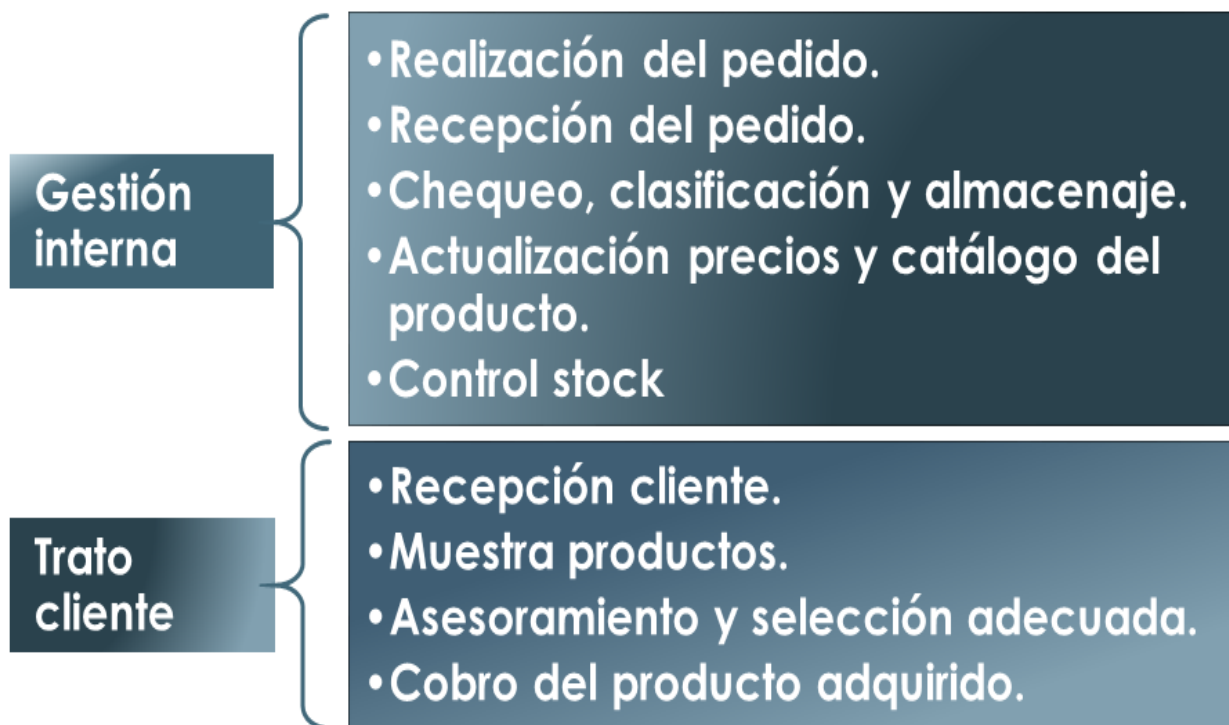 Gestión
interna
•Realización del pedido.
•Recepción del pedido.
•Chequeo, clasificación y almacenaje.
•Actualización precios y catálogo del
producto.
•Control stock
Trato
cliente
•Recepción cliente.
•Muestra productos.
•Asesoramiento y selección adecuada.
•Cobro del producto adquirido.